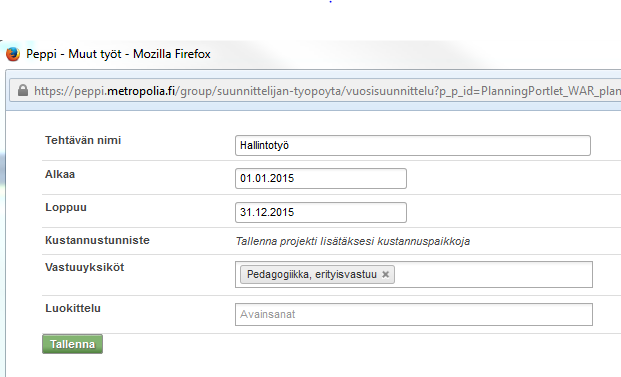 Peppi - Muut työt - Mozilla Firefox
https://peppi.metropolia.fi/group/suunnittelijan-tyopoyta/vuosisuunnittelu?p_p_id=PlanningPortlet_WAR_plan
Tehtävän nimi Hallintotyö
Alkaa 01.01.2015
Loppuu 31.12.2015
Kustannustunniste Tallenna projekti lisätäksesi kustannuspaikkoja
Vastuuyksiköt Pedagogiikka, erityisvastuu ×
Luokittelu Avainsanat
Tallenna